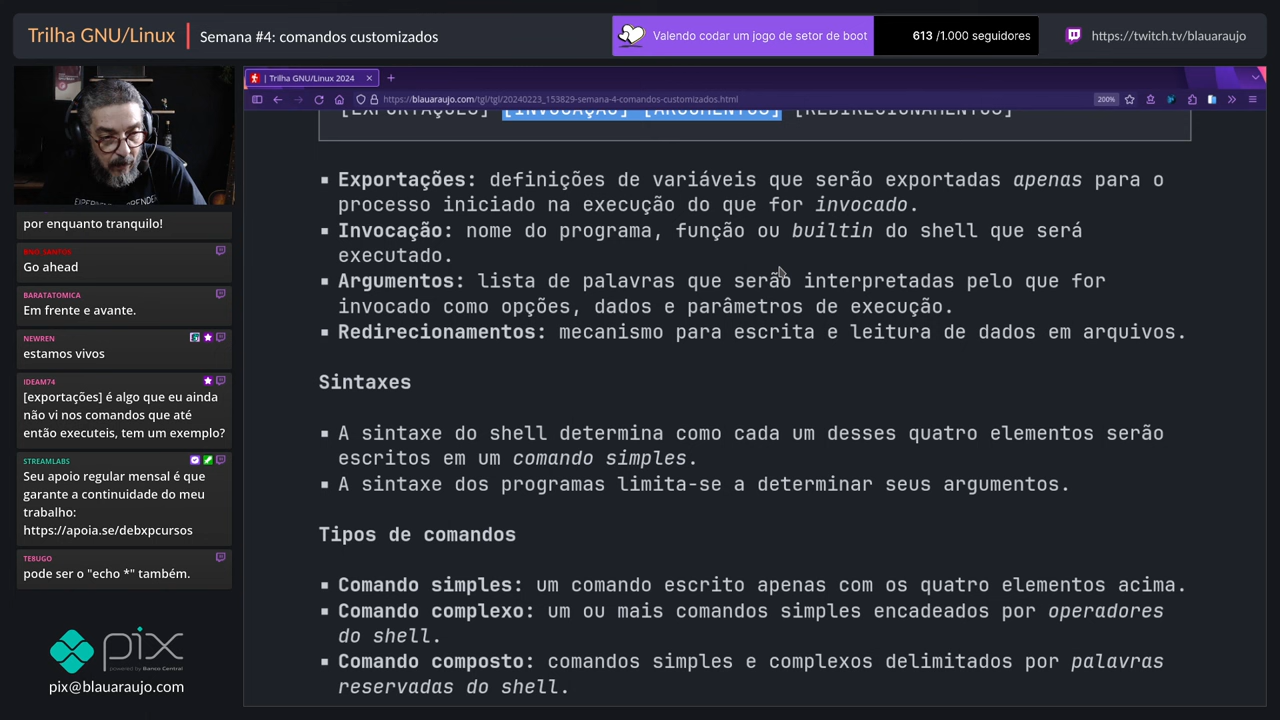 Trilha GNU/Linux
Semana #4: comandos customizados
Valendo codar um jogo de setor de boot
613 /1.000 seguidores
https://twitch.tv/blauaraujo
| Trilha GNU/Linux 2024
https://blauaraujo.com/tgl/tgl/20240223_153829-semana-4-comandos-customizados.html
200%
[EXPORTAÇÕES] [INVOCAÇÃO] [ARGUMENTOS] [REDIRECIONAMENTOS]
▪ Exportações: definições de variáveis que serão exportadas apenas para o
processo iniciado na execução do que for invocado.
▪ Invocação: nome do programa, função ou builtin do shell que será
executado.
▪ Argumentos: lista de palavras que serão interpretadas pelo que for
invocado como opções, dados e parâmetros de execução.
▪ Redirecionamentos: mecanismo para escrita e leitura de dados em arquivos.
Sintaxes
▪ A sintaxe do shell determina como cada um desses quatro elementos serão
escritos em um comando simples.
▪ A sintaxe dos programas limita-se a determinar seus argumentos.
Tipos de comandos
▪ Comando simples: um comando escrito apenas com os quatro elementos acima.
▪ Comando complexo: um ou mais comandos simples encadeados por operadores
do shell.
▪ Comando composto: comandos simples e complexos delimitados por palavras
reservadas do shell.
por enquanto tranquilo!
BNO_SANTOS
Go ahead
BARATATOMICA
Em frente e avante.
NEWREN
estamos vivos
IDEAM74
[exportações] é algo que eu ainda
não vi nos comandos que até
então executeis, tem um exemplo?
STREAMLABS
Seu apoio regular mensal é que
garante a continuidade do meu
trabalho:
https://apoia.se/debxpcursos
TEBUGO
pode ser o "echo *" também.
pix
powered by Banco Central
pix@blauaraujo.com